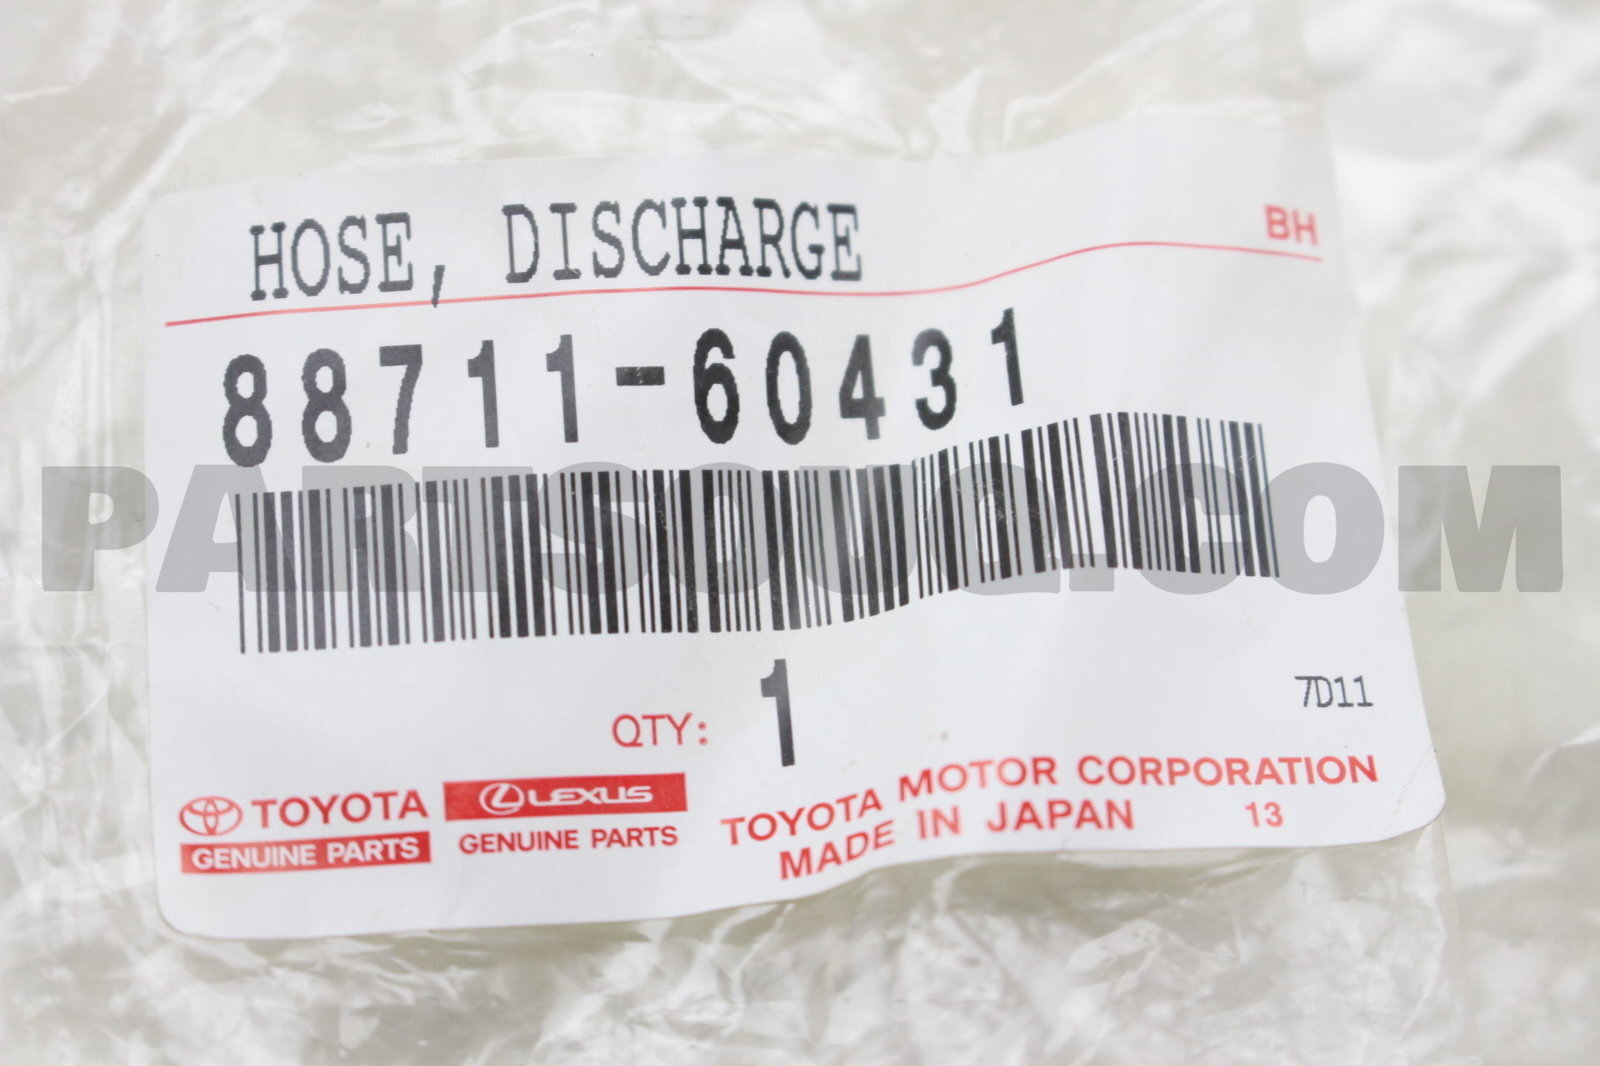 HOSE, DISCHARGE
BH
88711-60431
PARTSOUQ.COM
QTY: 1
7D11
TOYOTA
GENUINE PARTS
LEXUS
GENUINE PARTS
TOYOTA MOTOR CORPORATION
MADE IN JAPAN 13